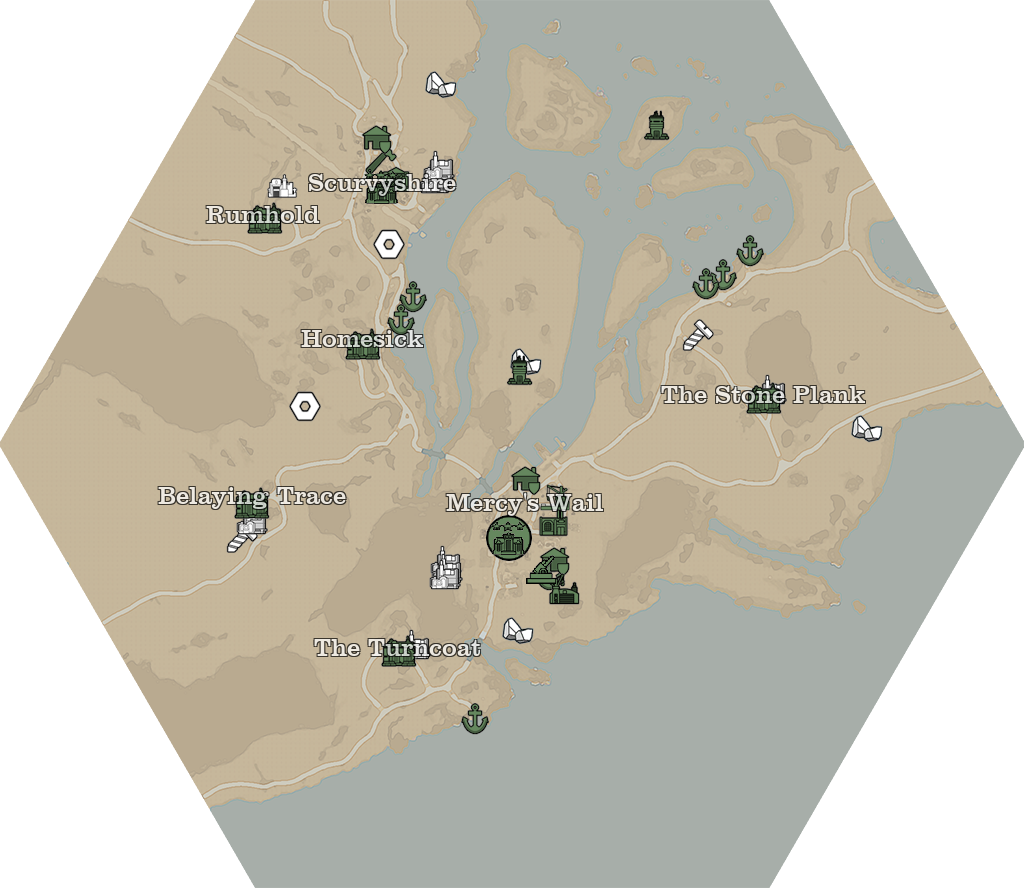 Scurvyshire
Rumhold
Homesick
The Stone Plank
Belaying Trace
Mercy's Wail
The Turncoat